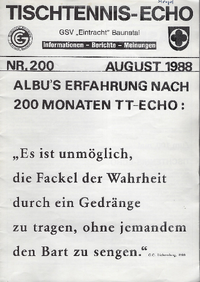 TISCHTENNIS-ECHO
GSV „Eintracht" Baunatal
Informationen - Berichte - Meinungen
NR.200 AUGUST 1988
ALBU'S ERFAHRUNG NACH
200 MONATEN TT-ECHO:
„Es ist unmöglich,
die Fackel der Wahrheit
durch ein Gedränge
zu tragen, ohne jemandem
den Bart zu sengen."